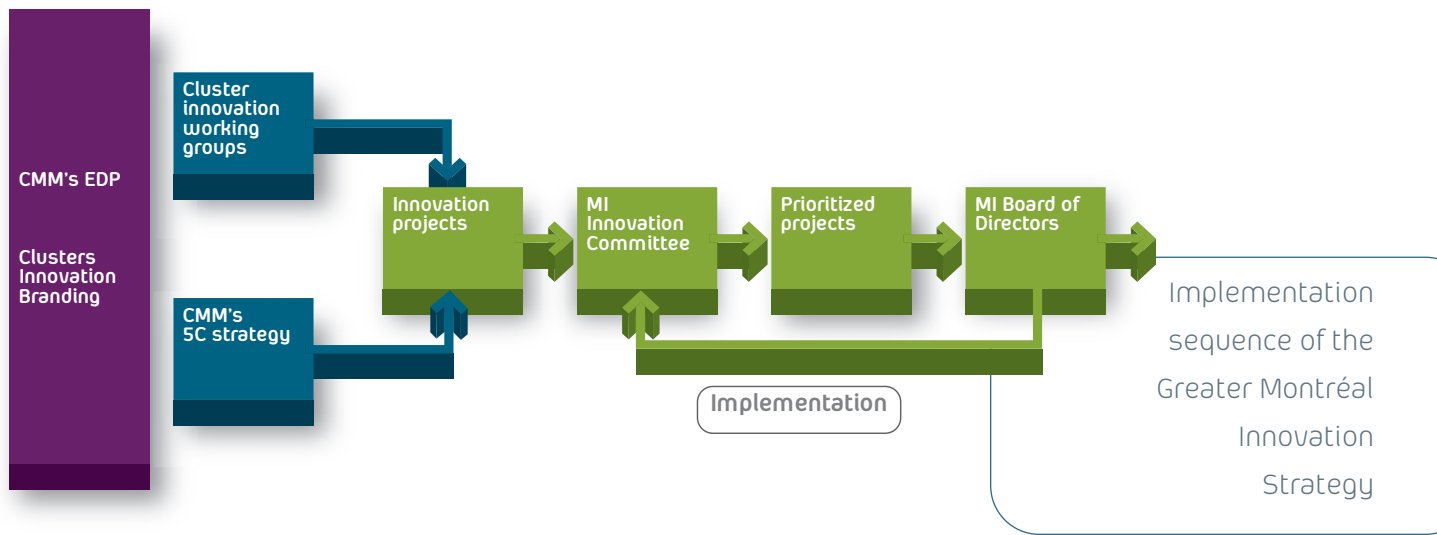 CMM's EDP
Clusters
Innovation
Branding
Cluster
innovation
working
groups
CMM's
5C strategy
Innovation
projects
MI
Innovation
Committee
Prioritized
projects
MI Board of
Directors
Implementation
Implementation
sequence of the
Greater Montréal
Innovation
Strategy